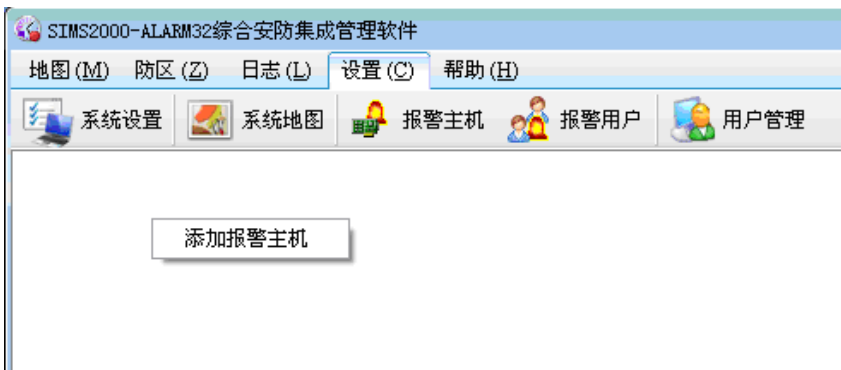 SIMS2000-ALARM32综合安防集成管理软件
地图(M) 防区(Z) 日志(L) 设置(C) 帮助(H)
系统设置 系统地图 报警主机 报警用户 用户管理
添加报警主机